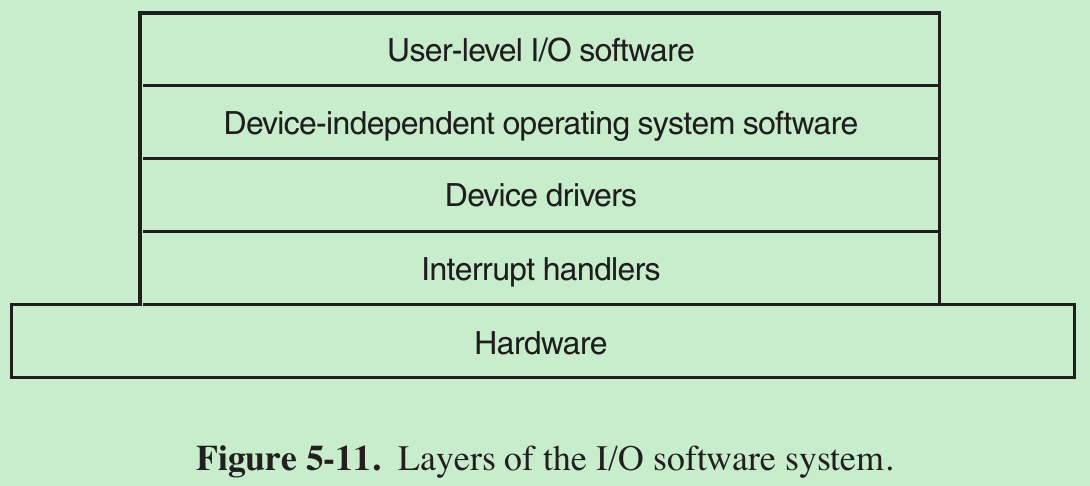 User-level I/O software
Device-independent operating system software
Device drivers
Interrupt handlers
Hardware
Figure 5-11. Layers of the I/O software system.